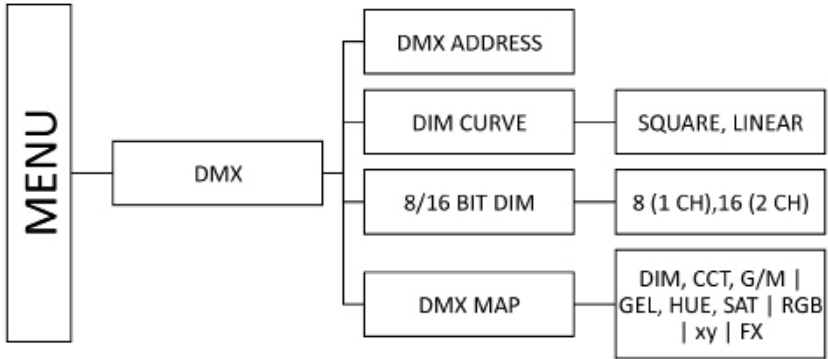 MENU
DMX
DMX ADDRESS
DIM CURVE
SQUARE, LINEAR
8/16 BIT DIM
8 (1 CH),16 (2 CH)
DMX MAP
DIM, CCT, G/M |
GEL, HUE, SAT | RGB
| xy | FX